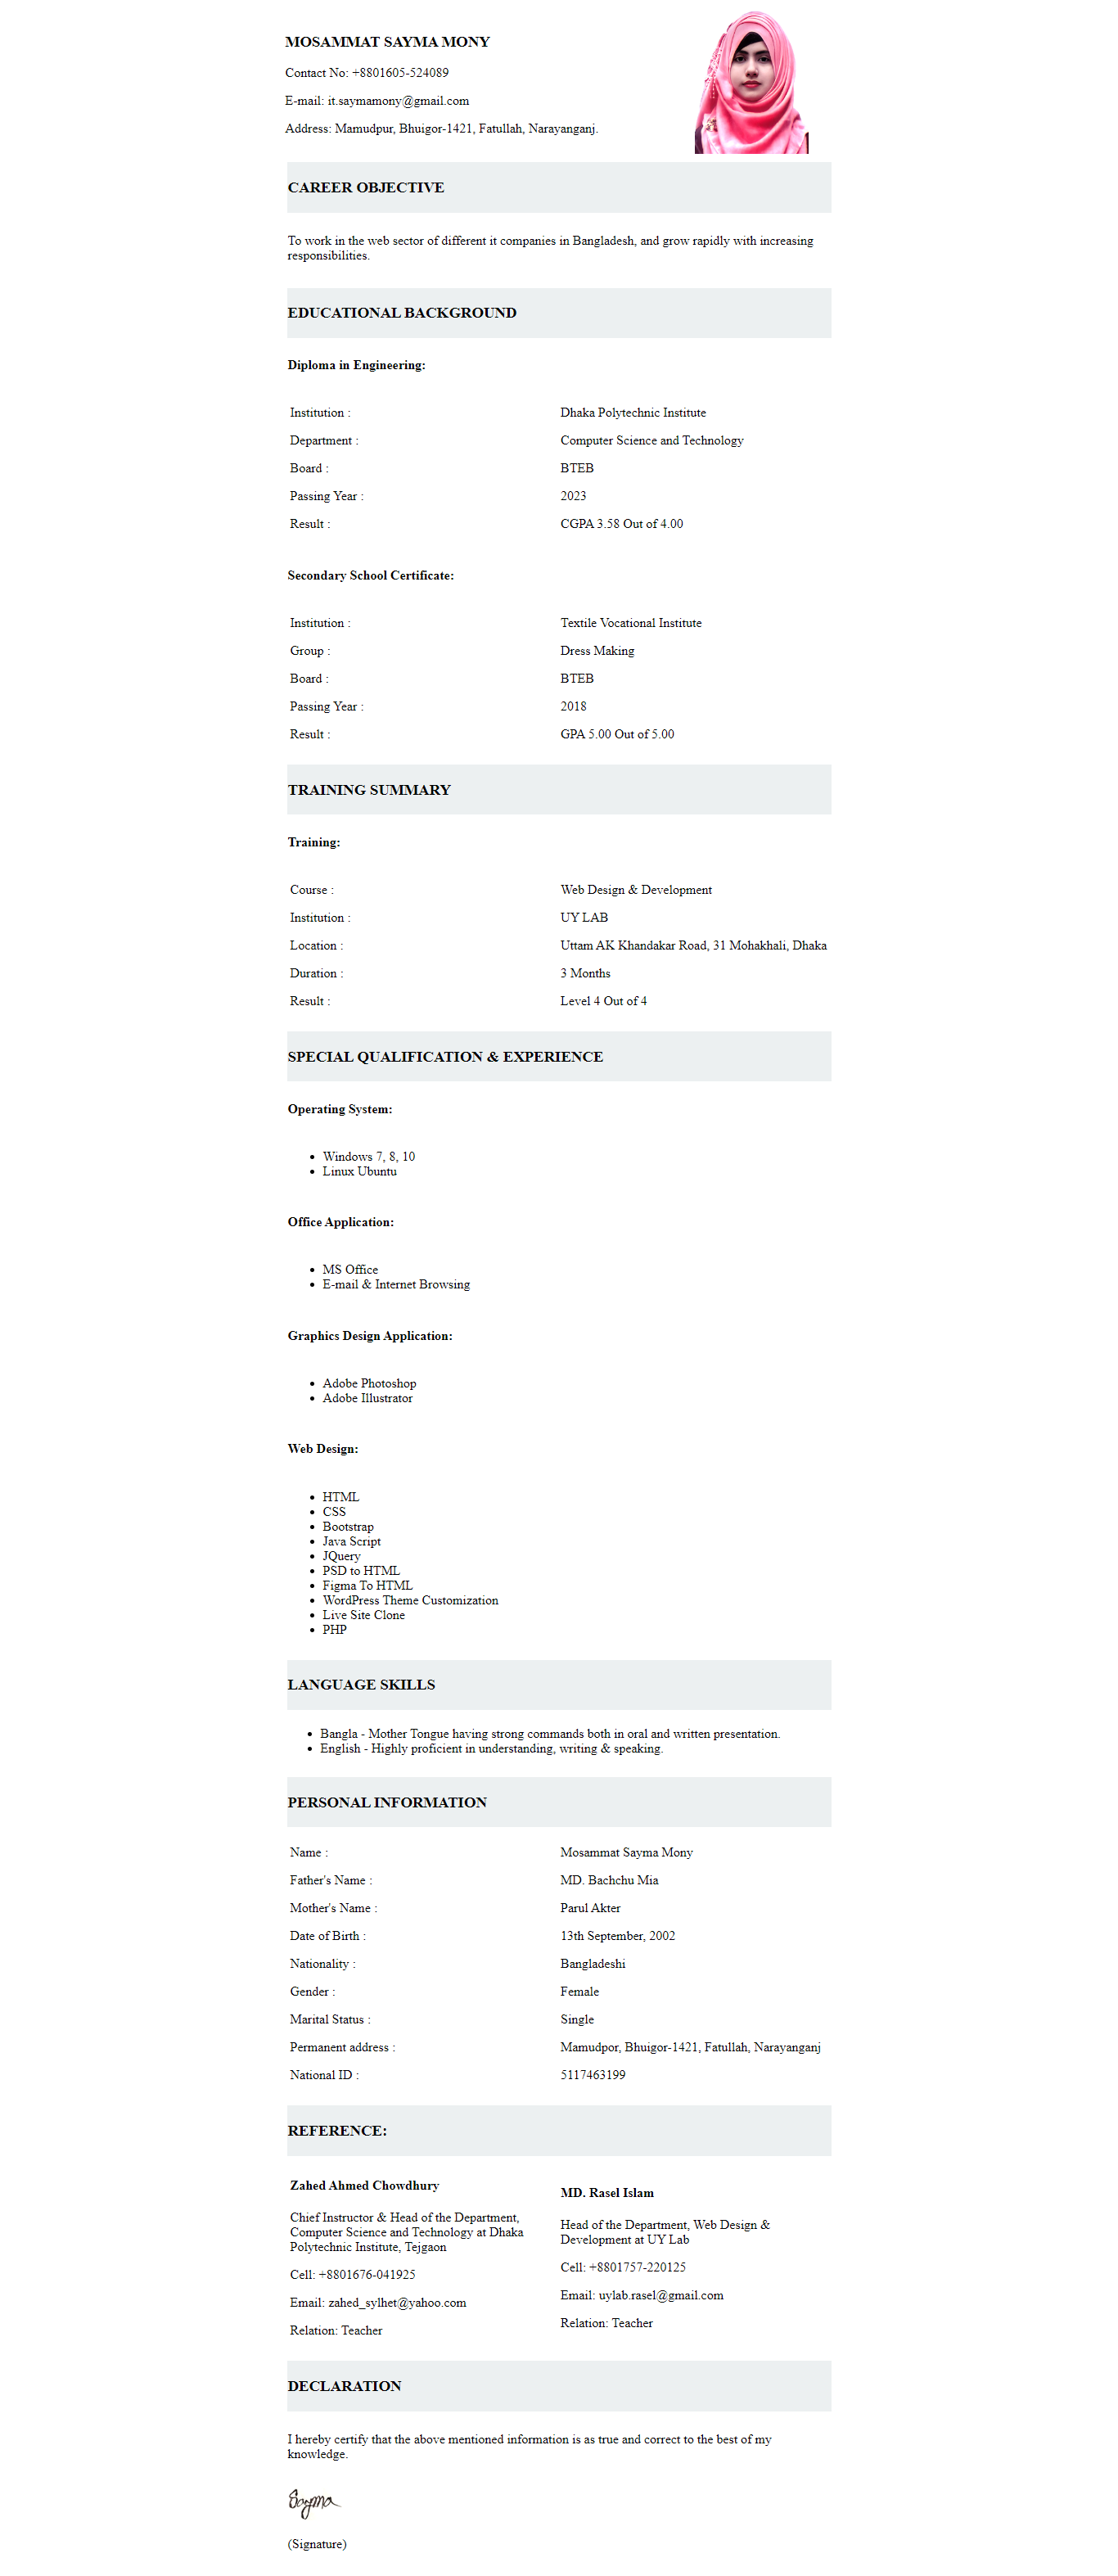 MOSAMMAT SAYMA MONY
Contact No: +8801605-524089
E-mail: it.saymamony@gmail.com
Address: Mamudpur, Bhuigor-1421, Fatullah, Narayanganj.
CAREER OBJECTIVE
To work in the web sector of different it companies in Bangladesh, and grow rapidly with increasing
responsibilities.
EDUCATIONAL BACKGROUND
Diploma in Engineering:
Institution : Dhaka Polytechnic Institute
Department : Computer Science and Technology
Board : BTEB
Passing Year : 2023
Result : CGPA 3.58 Out of 4.00
Secondary School Certificate:
Institution : Textile Vocational Institute
Group : Dress Making
Board : BTEB
Passing Year : 2018
Result : GPA 5.00 Out of 5.00
TRAINING SUMMARY
Training:
Course : Web Design & Development
Institution : UY LAB
Location : Uttam AK Khandakar Road, 31 Mohakhali, Dhaka
Duration : 3 Months
Result : Level 4 Out of 4
SPECIAL QUALIFICATION & EXPERIENCE
Operating System:
• Windows 7, 8, 10
• Linux Ubuntu
Office Application:
• MS Office
• E-mail & Internet Browsing
Graphics Design Application:
• Adobe Photoshop
• Adobe Illustrator
Web Design:
• HTML
• CSS
• Bootstrap
• Java Script
• JQuery
• PSD to HTML
• Figma To HTML
• WordPress Theme Customization
• Live Site Clone
• PHP
LANGUAGE SKILLS
• Bangla - Mother Tongue having strong commands both in oral and written presentation.
• English - Highly proficient in understanding, writing & speaking.
PERSONAL INFORMATION
Name : Mosammat Sayma Mony
Father's Name : MD. Bachchu Mia
Mother's Name : Parul Akter
Date of Birth : 13th September, 2002
Nationality : Bangladeshi
Gender : Female
Marital Status : Single
Permanent address : Mamudpor, Bhuigor-1421, Fatullah, Narayanganj
National ID : 5117463199
REFERENCE:
Zahed Ahmed Chowdhury
Chief Instructor & Head of the Department,
Computer Science and Technology at Dhaka
Polytechnic Institute, Tejgaon
Cell: +8801676-041925
Email: zahed_sylhet@yahoo.com
Relation: Teacher
MD. Rasel Islam
Head of the Department, Web Design &
Development at UY Lab
Cell: +8801757-220125
Email: uylab.rasel@gmail.com
Relation: Teacher
DECLARATION
I hereby certify that the above mentioned information is as true and correct to the best of my
knowledge.
Sayma
(Signature)